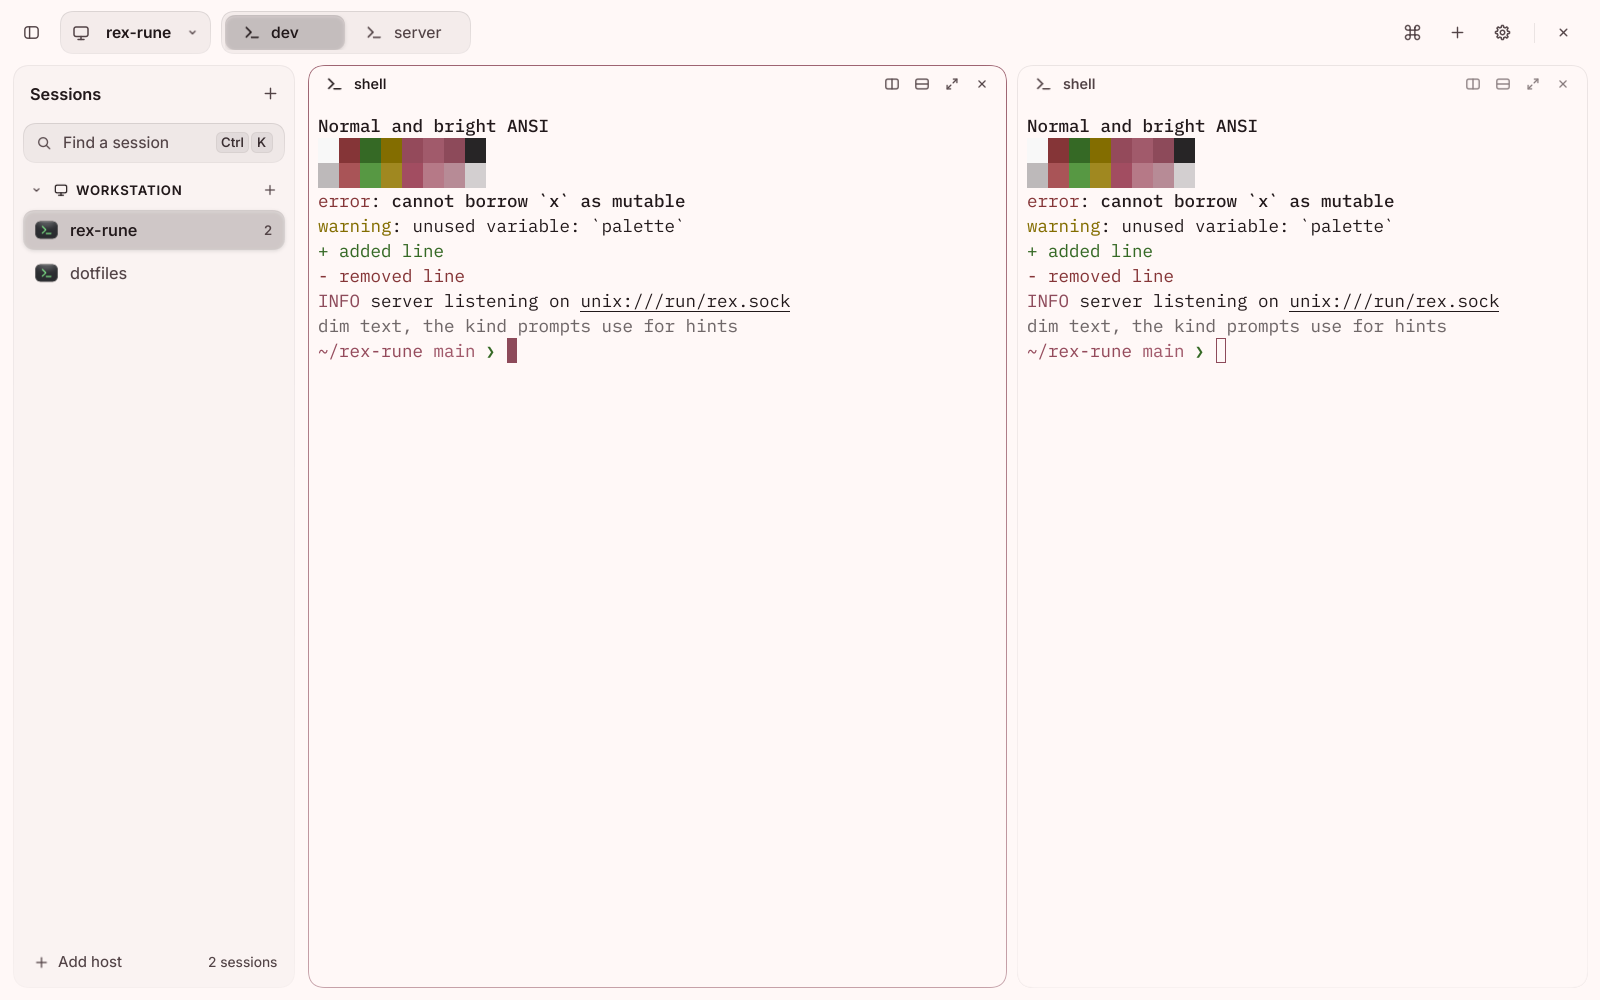 rex-rune
dev
server
Sessions
Find a session
Ctrl K
WORKSTATION
rex-rune 2
dotfiles
Add host
2 sessions
shell
Normal and bright ANSI
error: cannot borrow `x` as mutable
warning: unused variable: `palette`
+ added line
- removed line
INFO server listening on unix:///run/rex.sock
dim text, the kind prompts use for hints
~/rex-rune main ❯
shell
Normal and bright ANSI
error: cannot borrow `x` as mutable
warning: unused variable: `palette`
+ added line
- removed line
INFO server listening on unix:///run/rex.sock
dim text, the kind prompts use for hints
~/rex-rune main ❯